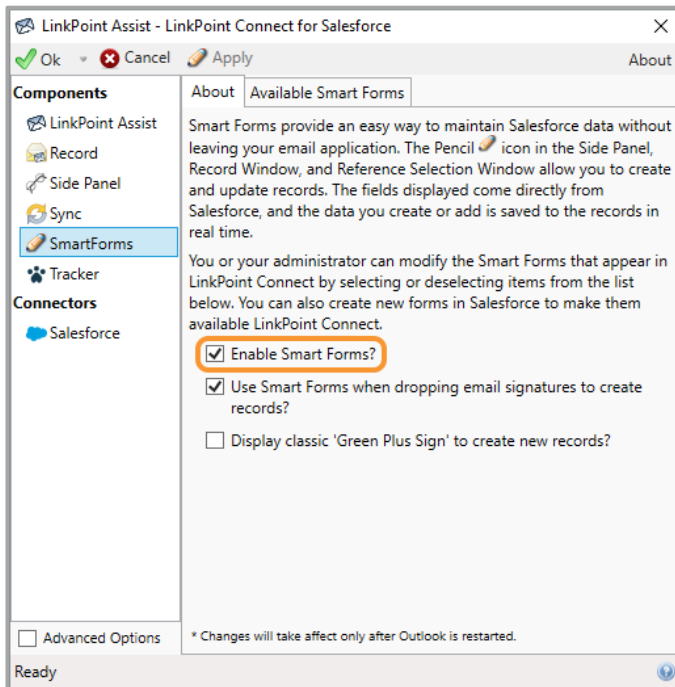 LinkPoint Assist - LinkPoint Connect for Salesforce
Ok Cancel Apply About
Components
LinkPoint Assist
Record
Side Panel
Sync
SmartForms
Tracker
Connectors
Salesforce
Advanced Options
About Available Smart Forms
Smart Forms provide an easy way to maintain Salesforce data without
leaving your email application. The Pencil icon in the Side Panel,
Record Window, and Reference Selection Window allow you to create
and update records. The fields displayed come directly from
Salesforce, and the data you create or add is saved to the records in
real time.
You or your administrator can modify the Smart Forms that appear in
LinkPoint Connect by selecting or deselecting items from the list
below. You can also create new forms in Salesforce to make them
available LinkPoint Connect.
Enable Smart Forms?
Use Smart Forms when dropping email signatures to create
records?
Display classic 'Green Plus Sign' to create new records?
* Changes will take affect only after Outlook is restarted.
Ready